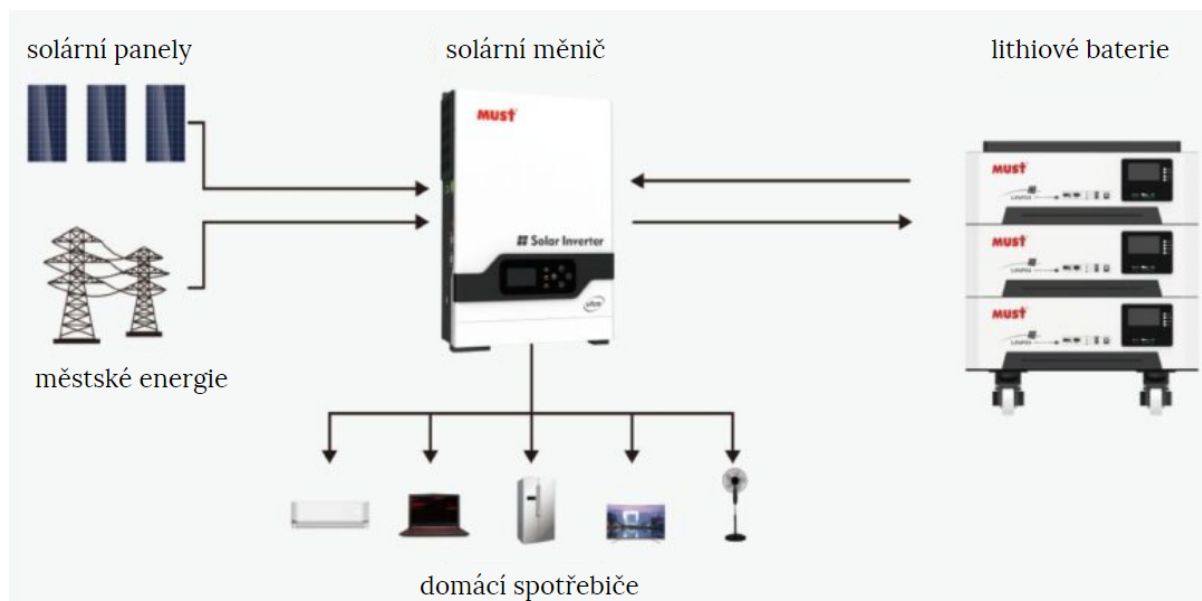 solární panely
solární měnič
lithiové baterie
MUST
Solar Inverter
MUST
MUST
MUST
městské energie
domácí spotřebiče